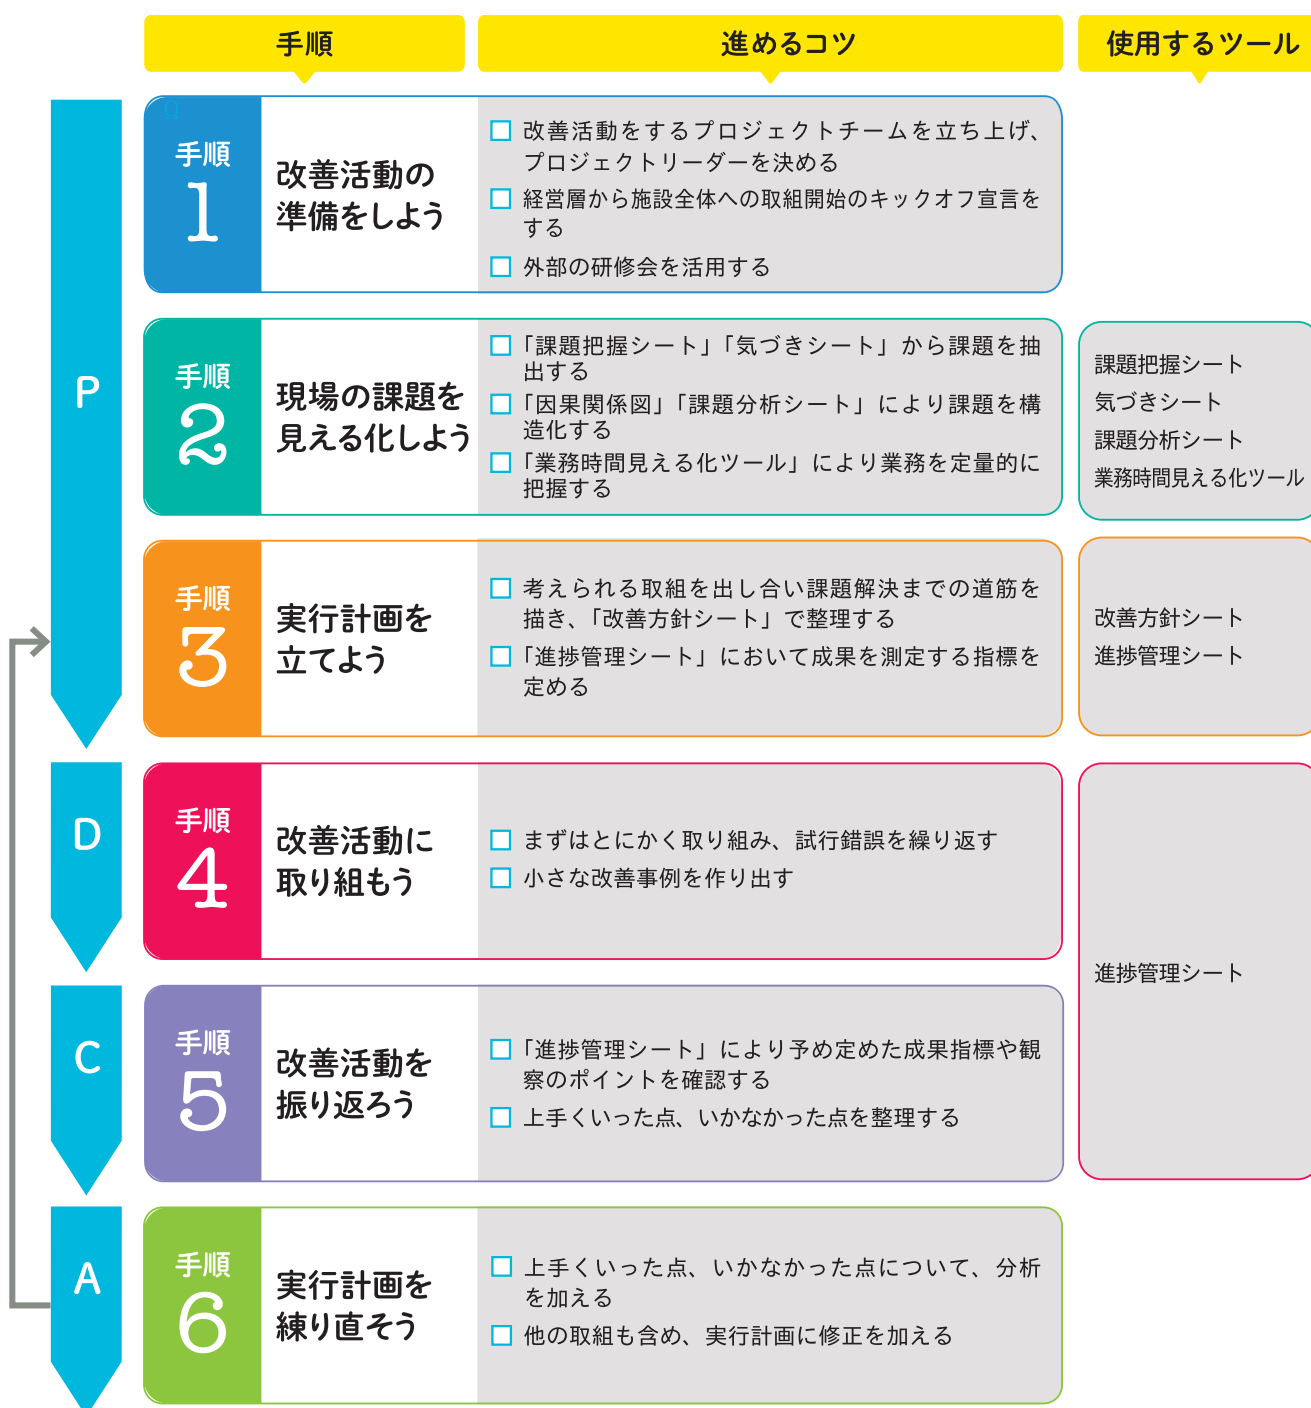 手順
進めるコツ
使用するツール
P
手順
1
改善活動の
準備をしよう
□ 改善活動をするプロジェクトチームを立ち上げ、
プロジェクトリーダーを決める
□ 経営層から施設全体への取組開始のキックオフ宣言を
する
□ 外部の研修会を活用する
手順
2
現場の課題を
見える化しよう
□ 「課題把握シート」「気づきシート」から課題を抽
出する
□ 「因果関係図」「課題分析シート」により課題を構
造化する
□ 「業務時間見える化ツール」により業務を定量的に
把握する
課題把握シート
気づきシート
課題分析シート
業務時間見える化ツール
手順
3
実行計画を
立てよう
□ 考えられる取組を出し合い課題解決までの道筋を
描き、「改善方針シート」で整理する
□ 「進捗管理シート」において成果を測定する指標を
定める
改善方針シート
進捗管理シート
D
手順
4
改善活動に
取り組もう
□ まずはとにかく取り組み、試行錯誤を繰り返す
□ 小さな改善事例を作り出す
進捗管理シート
C
手順
5
改善活動を
振り返ろう
□ 「進捗管理シート」により予め定めた成果指標や観
察のポイントを確認する
□ 上手くいった点、いかなかった点を整理する
A
手順
6
実行計画を
練り直そう
□ 上手くいった点、いかなかった点について、分析
を加える
□ 他の取組も含め、実行計画に修正を加える